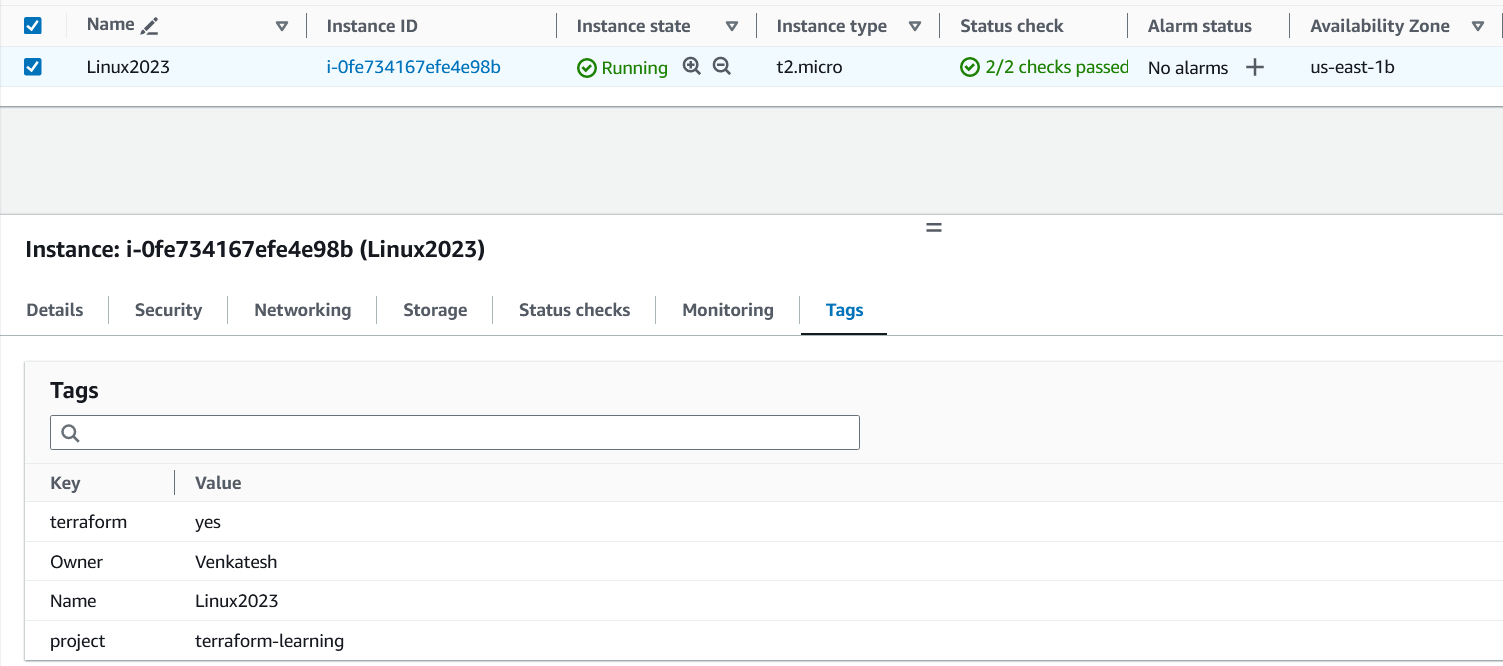 Name Instance ID Instance state Instance type Status check Alarm status Availability Zone
Linux2023 i-0fe734167efe4e98b Running t2.micro 2/2 checks passed No alarms us-east-1b
Instance: i-0fe734167efe4e98b (Linux2023)
Details Security Networking Storage Status checks Monitoring Tags
Tags
Key Value
terraform yes
Owner Venkatesh
Name Linux2023
project terraform-learning